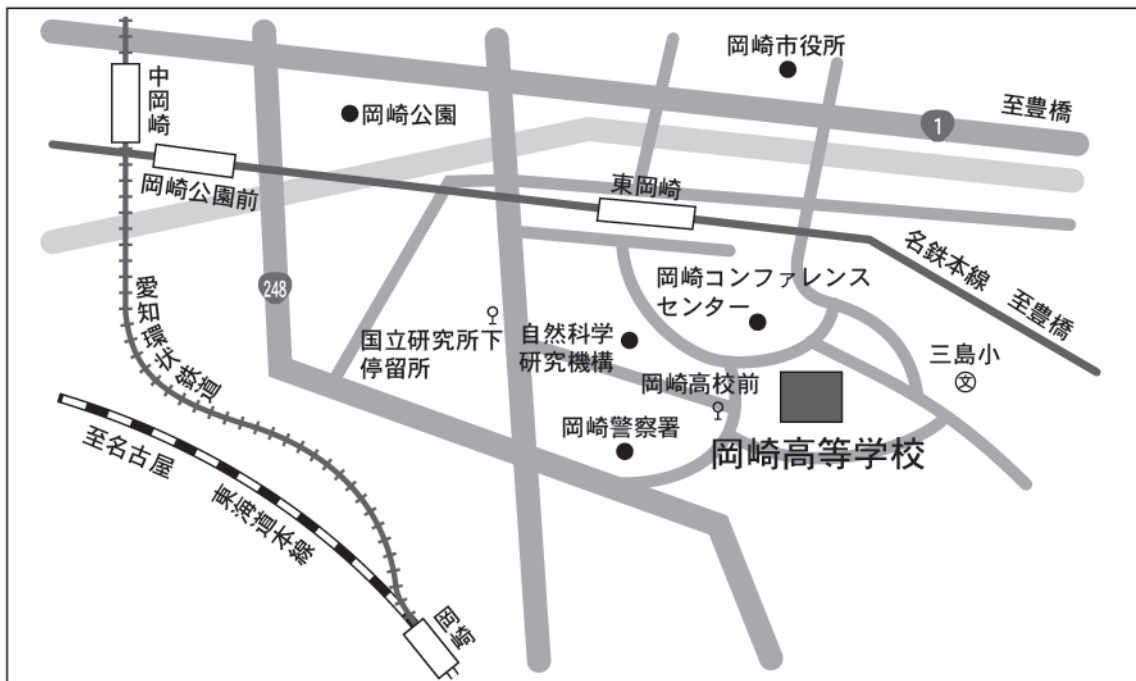 岡崎市役所
中岡崎
岡崎公園
至豊橋
1
岡崎公園前
東岡崎
名鉄本線
至豊橋
248
岡崎コンファレンス
センター
愛知環状鉄道
国立研究所下
停留所
自然科学
研究機構
三島小
文
岡崎高校前
岡崎警察署
岡崎高等学校
至名古屋
東海道本線
岡崎